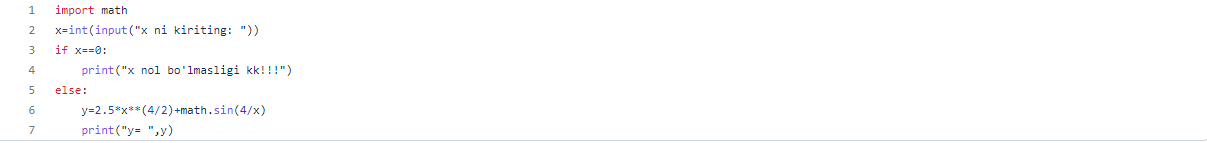 1 import math
2 x=int(input("x ni kiriting: "))
3 if x==0:
4     print("x nol bo'lmasligi kk!!!")
5 else:
6     y=2.5*x**(4/2)+math.sin(4/x)
7     print("y= ",y)